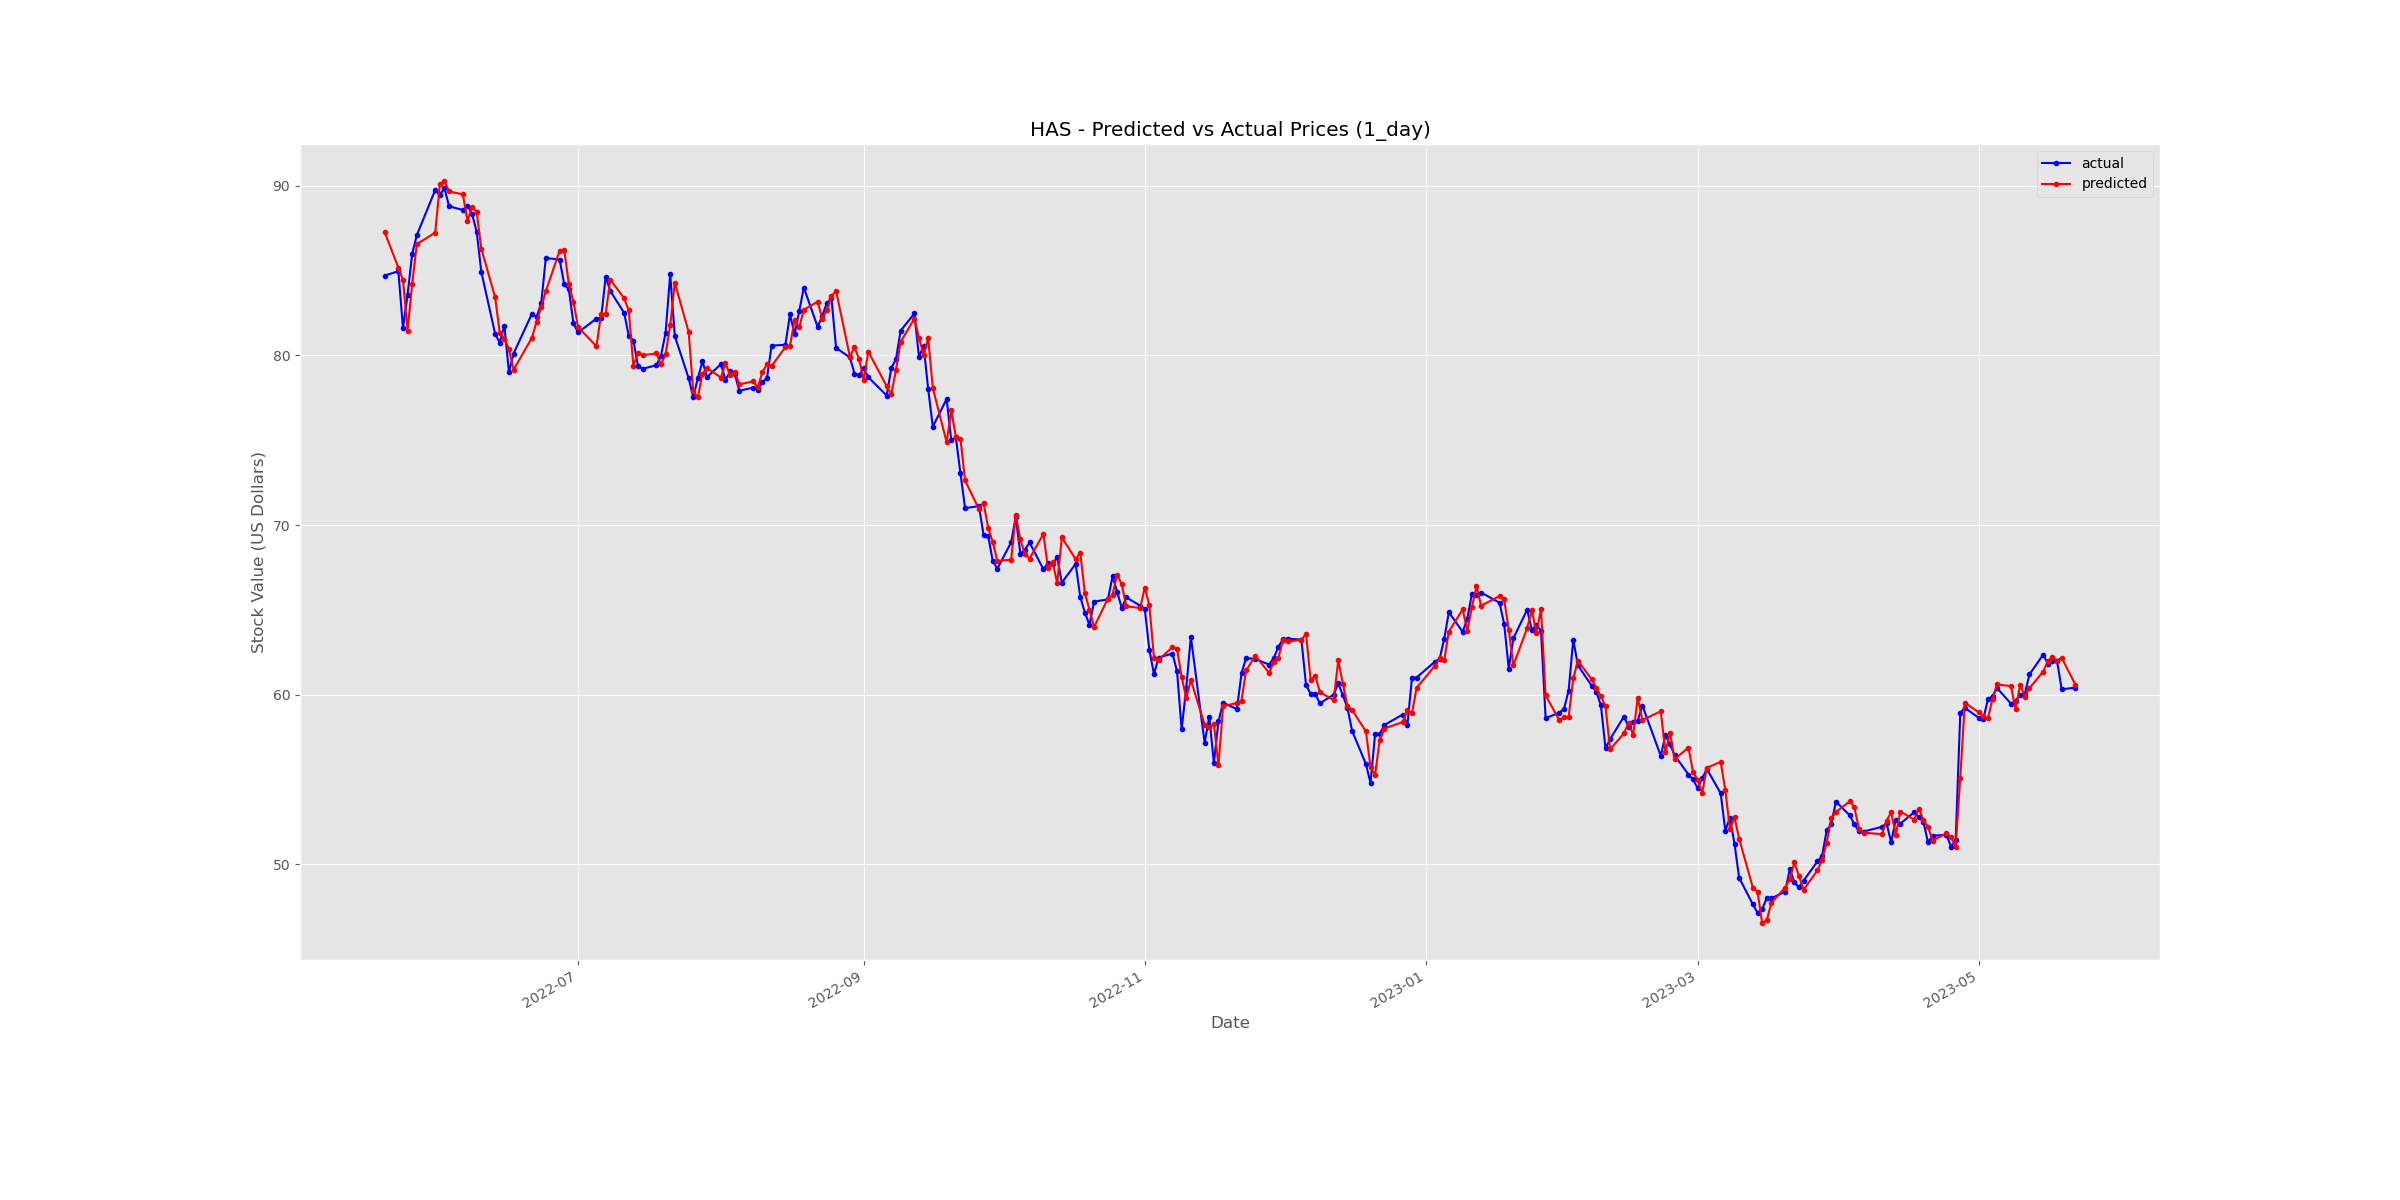 HAS - Predicted vs Actual Prices (1_day)
actual
predicted
90
80
70
60
50
Stock Value (US Dollars)
2022-07
2022-09
2022-11
2023-01
2023-03
2023-05
Date